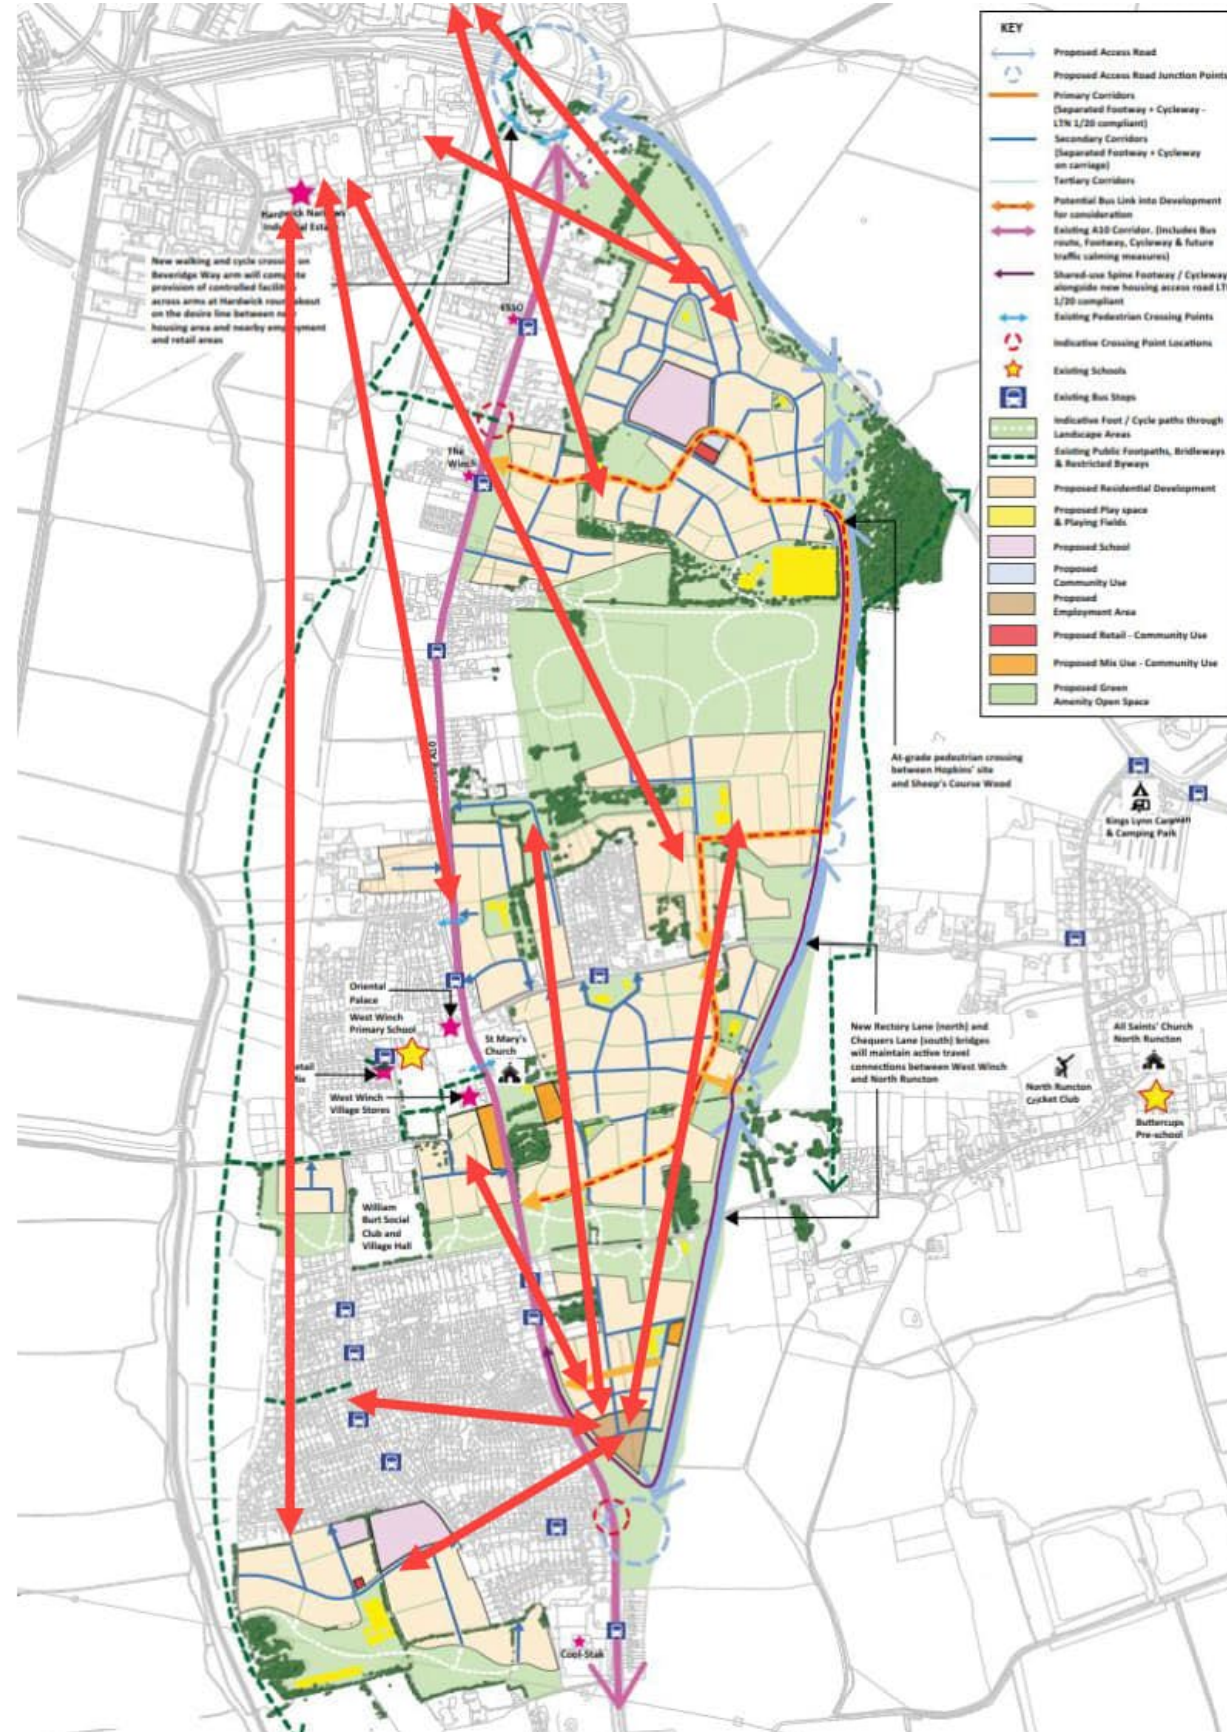 KEY
Proposed Access Road
Proposed Access Road Junction Points
Primary Corridors
(Separated Footway + Cycleway -
LTN 1/20 compliant)
Secondary Corridors
(Separated Footway + Cycleway
on carriage)
Tertiary Corridors
Potential Bus Link into Development
for consideration
Existing A10 Corridor. (Includes Bus
route, Footway, Cycleway & future
traffic calming measures)
Shared-use Spine Footway / Cycleway
alongside new housing access road LT
1/20 compliant
Existing Pedestrian Crossing Points
Indicative Crossing Point Locations
Existing Schools
Existing Bus Stops
Indicative Foot / Cycle paths through
Landscape Areas
Existing Public Footpaths, Bridleways
& Restricted Byways
Proposed Residential Development
Proposed Play space
& Playing Fields
Proposed School
Proposed
Community Use
Proposed
Employment Area
Proposed Retail - Community Use
Proposed Mix Use - Community Use
Proposed Green
Amenity Open Space
Hardwick Narrows
Industrial Estate
New walking and cycle crossing on
Beveridge Way arm will complete
provision of controlled facilities
across arms at Hardwick roundabout
on the desire line between new
housing area and nearby employment
and retail areas
ESSO
The
Winch
A10
At-grade pedestrian crossing
between Hopkins' site
and Sheep's Course Wood
Kings Lynn Caravan
& Camping Park
Oriental
Palace
West Winch
Primary School
St Mary's
Church
etail
West Winch
Village Stores
New Rectory Lane (north) and
Chequers Lane (south) bridges
will maintain active travel
connections between West Winch
and North Runcton
All Saints' Church
North Runcton
North Runcton
Cricket Club
Buttercups
Pre-school
William
Burt Social
Club and
Village Hall
Cool-Stak